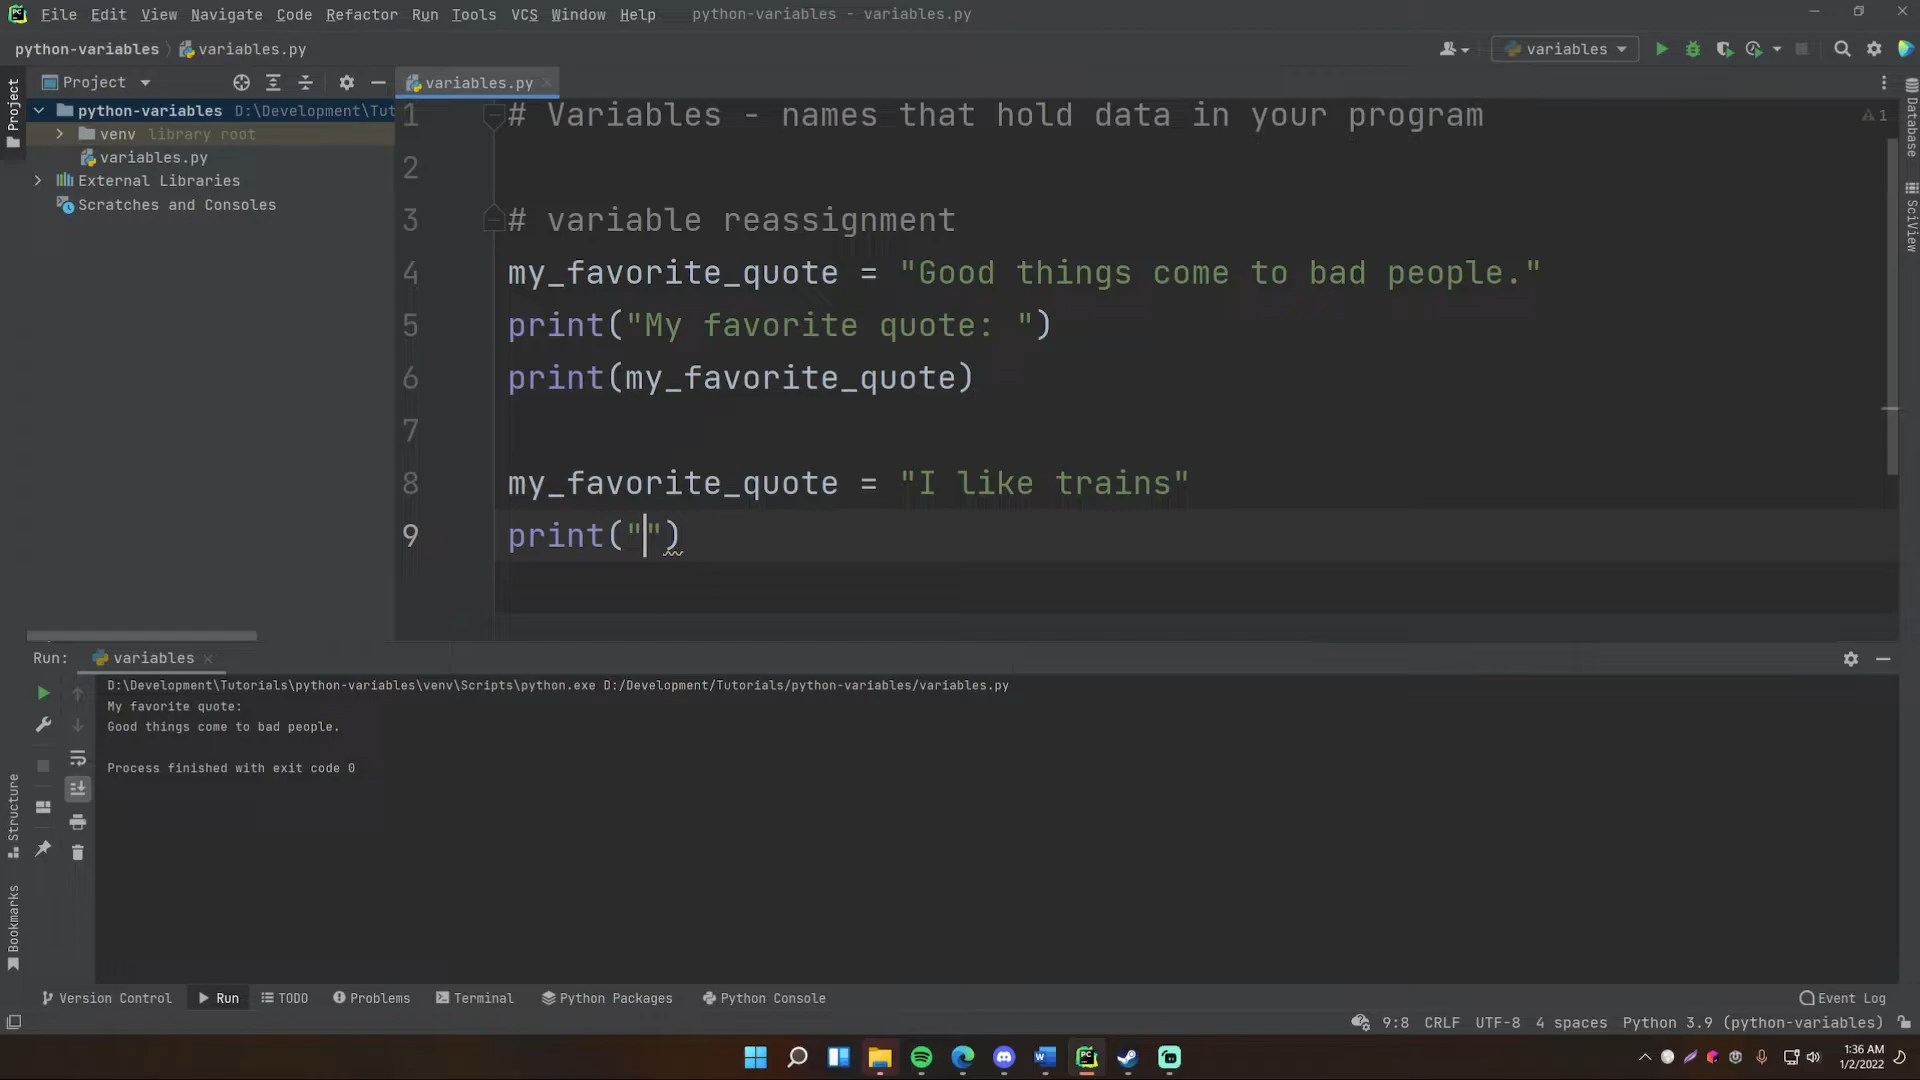 File Edit View Navigate Code Refactor Run Tools VCS Window Help python-variables - variables.py
python-variables variables.py
variables
Project
variables.py
python-variables D:\Development\Tut
venv library root
variables.py
External Libraries
Scratches and Consoles
Project
Structure
Bookmarks
Database
SciView
1
1 # Variables - names that hold data in your program
2
3 # variable reassignment
4 my_favorite_quote = "Good things come to bad people."
5 print("My favorite quote: ")
6 print(my_favorite_quote)
7
8 my_favorite_quote = "I like trains"
9 print("")
Run: variables
D:\Development\Tutorials\python-variables\venv\Scripts\python.exe D:/Development/Tutorials/python-variables/variables.py
My favorite quote:
Good things come to bad people.
Process finished with exit code 0
Version Control Run TODO Problems Terminal Python Packages Python Console Event Log
9:8 CRLF UTF-8 4 spaces Python 3.9 (python-variables)
1:36 AM
1/2/2022